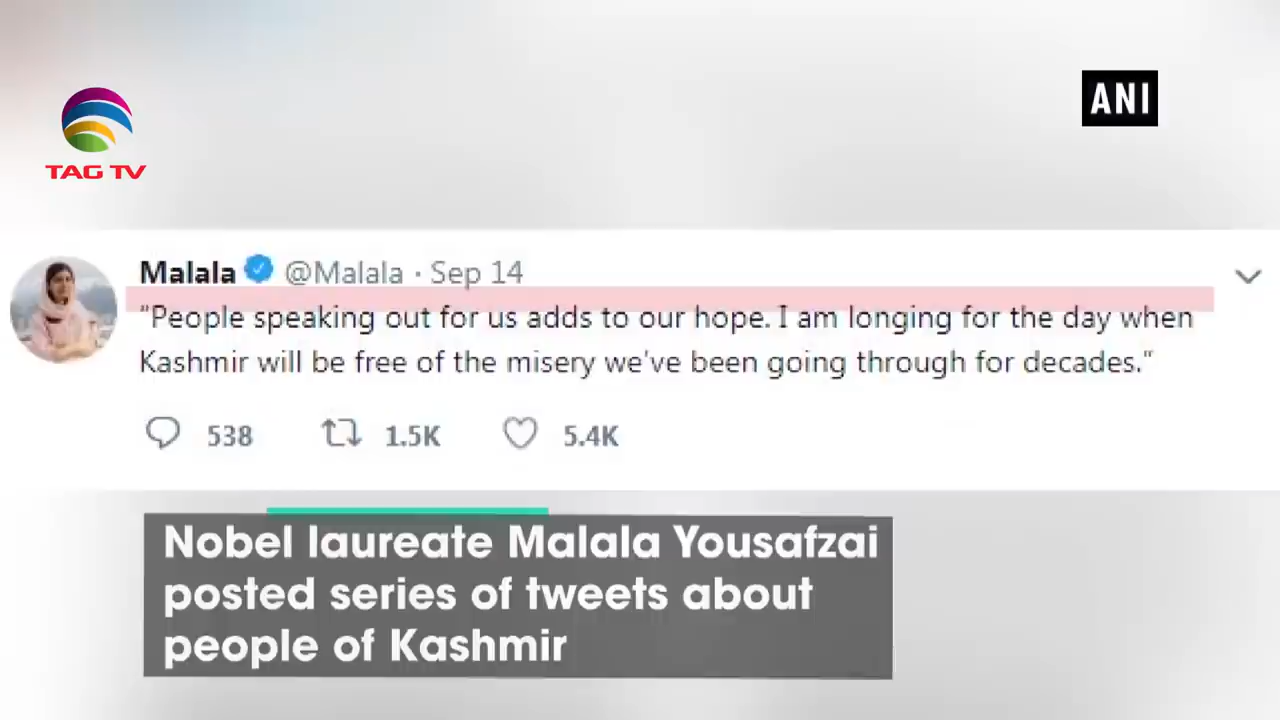 ANI
TAG TV
Malala @Malala · Sep 14
“People speaking out for us adds to our hope. I am longing for the day when
Kashmir will be free of the misery we’ve been going through for decades.”
538 1.5K 5.4K
Nobel laureate Malala Yousafzai
posted series of tweets about
people of Kashmir